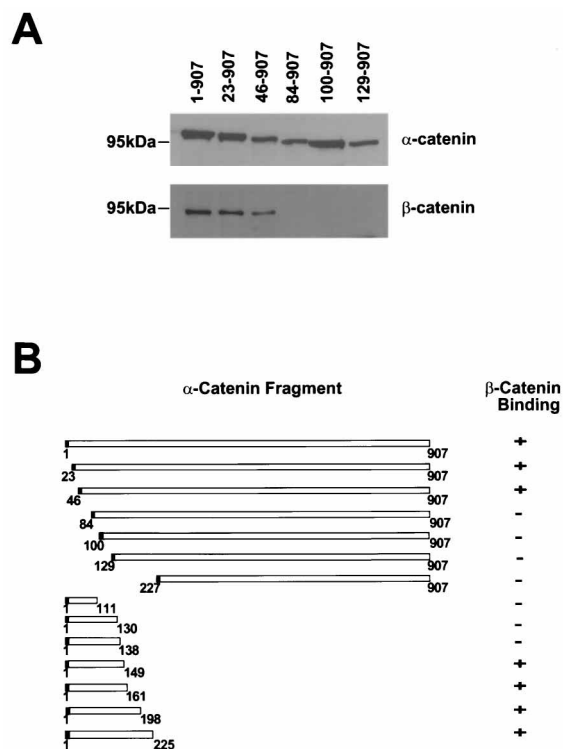 A
1-907 23-907 46-907 84-907 100-907 129-907
95kDa α-catenin
95kDa β-catenin
B
α-Catenin Fragment β-Catenin Binding
1 907 +
23 907 +
46 907 +
84 907 -
100 907 -
129 907 -
227 907 -
1 111 -
1 130 -
1 138 -
1 149 +
1 161 +
1 198 +
1 225 +